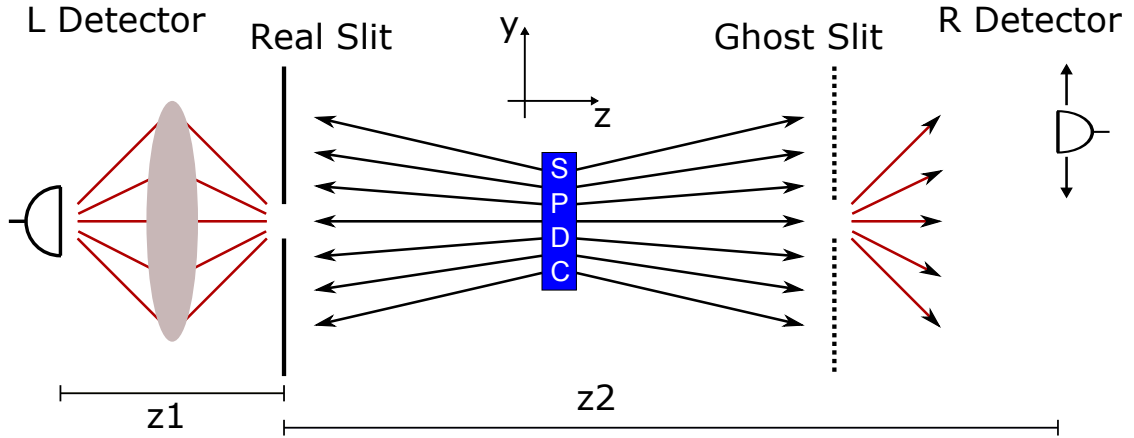 L Detector
Real Slit
y
z
Ghost Slit
R Detector
S
P
D
C
z1
z2